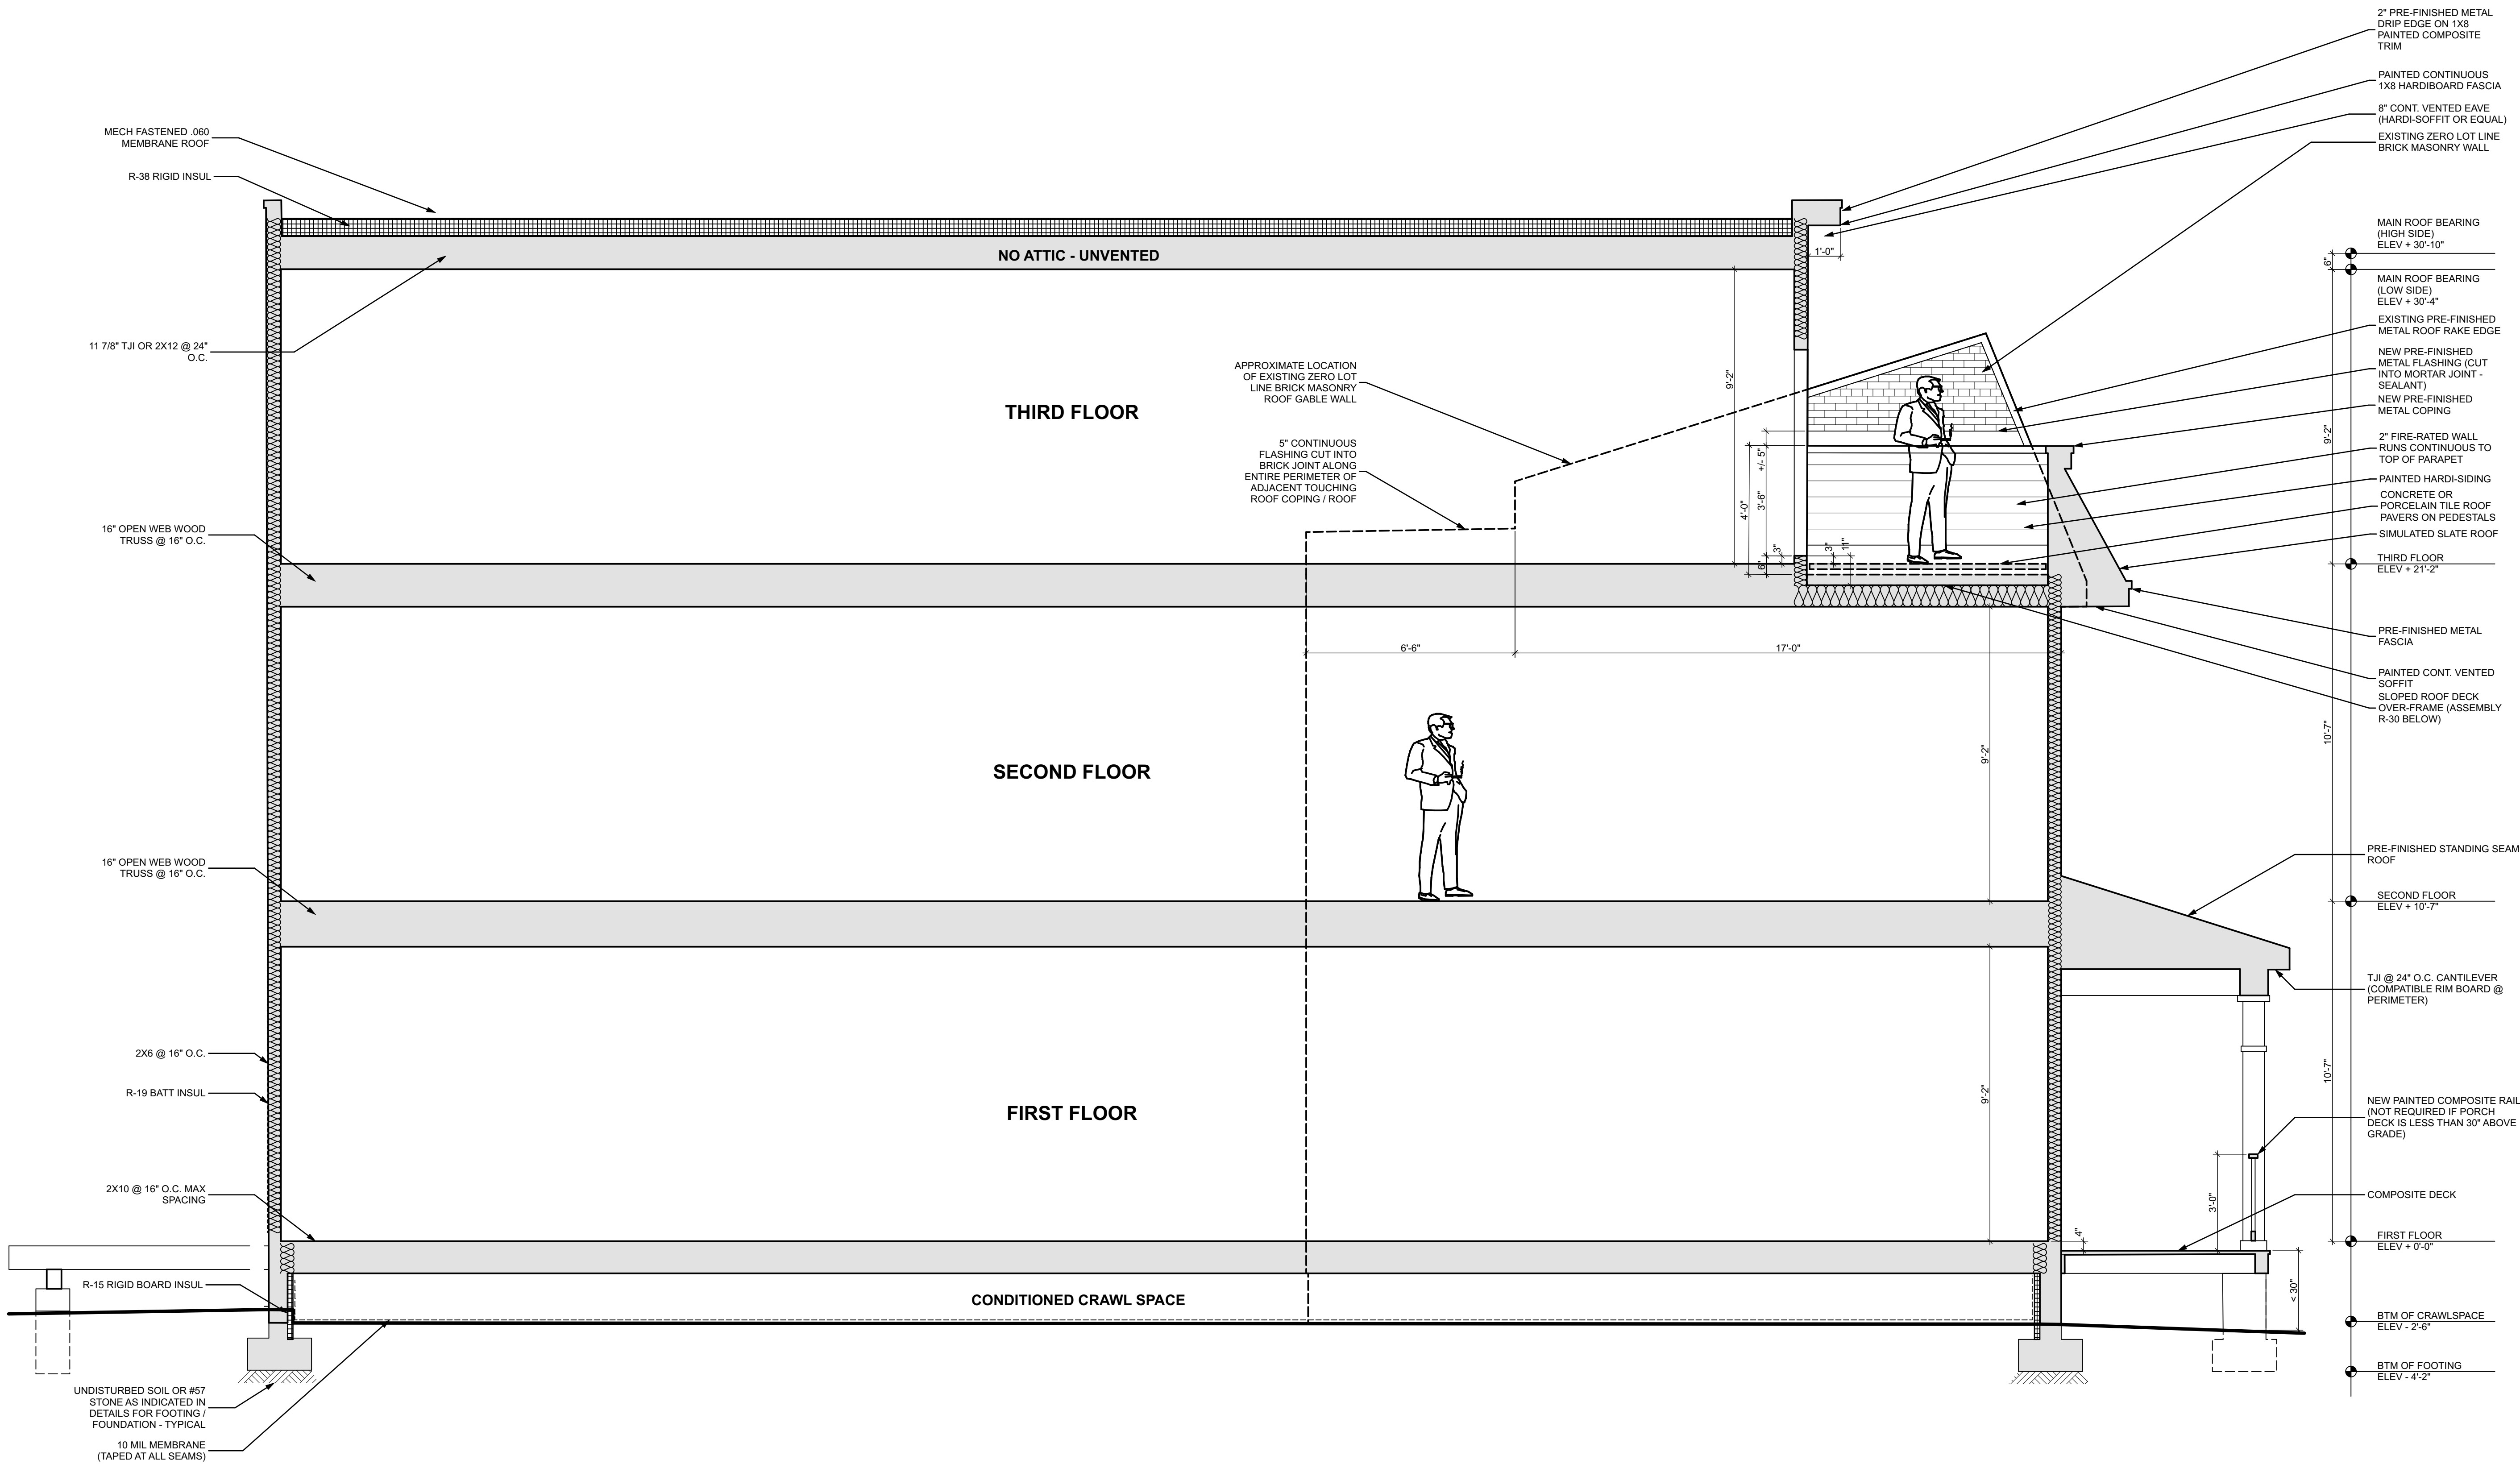 2" PRE-FINISHED METAL
DRIP EDGE ON 1X8
PAINTED COMPOSITE
TRIM
PAINTED CONTINUOUS
1X8 HARDIBOARD FASCIA
8" CONT. VENTED EAVE
(HARDI-SOFFIT OR EQUAL)
EXISTING ZERO LOT LINE
BRICK MASONRY WALL
MECH FASTENED .060
MEMBRANE ROOF
R-38 RIGID INSUL
NO ATTIC - UNVENTED
1'-0"
MAIN ROOF BEARING
(HIGH SIDE)
ELEV + 30'-10"
6"
MAIN ROOF BEARING
(LOW SIDE)
ELEV + 30'-4"
11 7/8" TJI OR 2X12 @ 24"
O.C.
EXISTING PRE-FINISHED
METAL ROOF RAKE EDGE
NEW PRE-FINISHED
METAL FLASHING (CUT
INTO MORTAR JOINT -
SEALANT)
NEW PRE-FINISHED
METAL COPING
APPROXIMATE LOCATION
OF EXISTING ZERO LOT
LINE BRICK MASONRY
ROOF GABLE WALL
9'-2"
THIRD FLOOR
5" CONTINUOUS
FLASHING CUT INTO
BRICK JOINT ALONG
ENTIRE PERIMETER OF
ADJACENT TOUCHING
ROOF COPING / ROOF
9'-2"
2" FIRE-RATED WALL
RUNS CONTINUOUS TO
TOP OF PARAPET
PAINTED HARDI-SIDING
CONCRETE OR
PORCELAIN TILE ROOF
PAVERS ON PEDESTALS
SIMULATED SLATE ROOF
+/- 5"
3'-6"
4'-0"
3"
3"
11"
6"
16" OPEN WEB WOOD
TRUSS @ 16" O.C.
THIRD FLOOR
ELEV + 21'-2"
6'-6"
17'-0"
PRE-FINISHED METAL
FASCIA
PAINTED CONT. VENTED
SOFFIT
SLOPED ROOF DECK
OVER-FRAME (ASSEMBLY
R-30 BELOW)
10'-7"
9'-2"
SECOND FLOOR
16" OPEN WEB WOOD
TRUSS @ 16" O.C.
PRE-FINISHED STANDING SEAM
ROOF
SECOND FLOOR
ELEV + 10'-7"
TJI @ 24" O.C. CANTILEVER
(COMPATIBLE RIM BOARD @
PERIMETER)
2X6 @ 16" O.C.
10'-7"
R-19 BATT INSUL
9'-2"
FIRST FLOOR
NEW PAINTED COMPOSITE RAIL
(NOT REQUIRED IF PORCH
DECK IS LESS THAN 30" ABOVE
GRADE)
2X10 @ 16" O.C. MAX
SPACING
3'-0"
COMPOSITE DECK
4"
FIRST FLOOR
ELEV + 0'-0"
R-15 RIGID BOARD INSUL
CONDITIONED CRAWL SPACE
< 30"
BTM OF CRAWLSPACE
ELEV - 2'-6"
BTM OF FOOTING
ELEV - 4'-2"
UNDISTURBED SOIL OR #57
STONE AS INDICATED IN
DETAILS FOR FOOTING /
FOUNDATION - TYPICAL
10 MIL MEMBRANE
(TAPED AT ALL SEAMS)